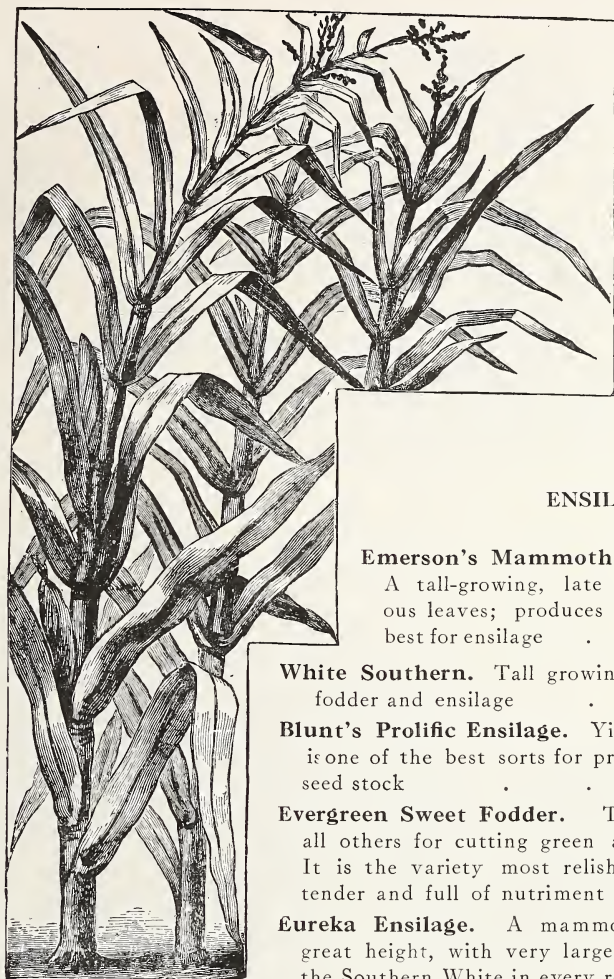 ENSIL
Emerson's Mammoth
A tall-growing, late
ous leaves; produces
best for ensilage .
White Southern. Tall growin
fodder and ensilage .
Blunt's Prolific Ensilage. Yi
is one of the best sorts for pr
seed stock . .
Evergreen Sweet Fodder. T
all others for cutting green a
It is the variety most relish
tender and full of nutriment
Eureka Ensilage. A mammo
great height, with very large
the Southern White in every r